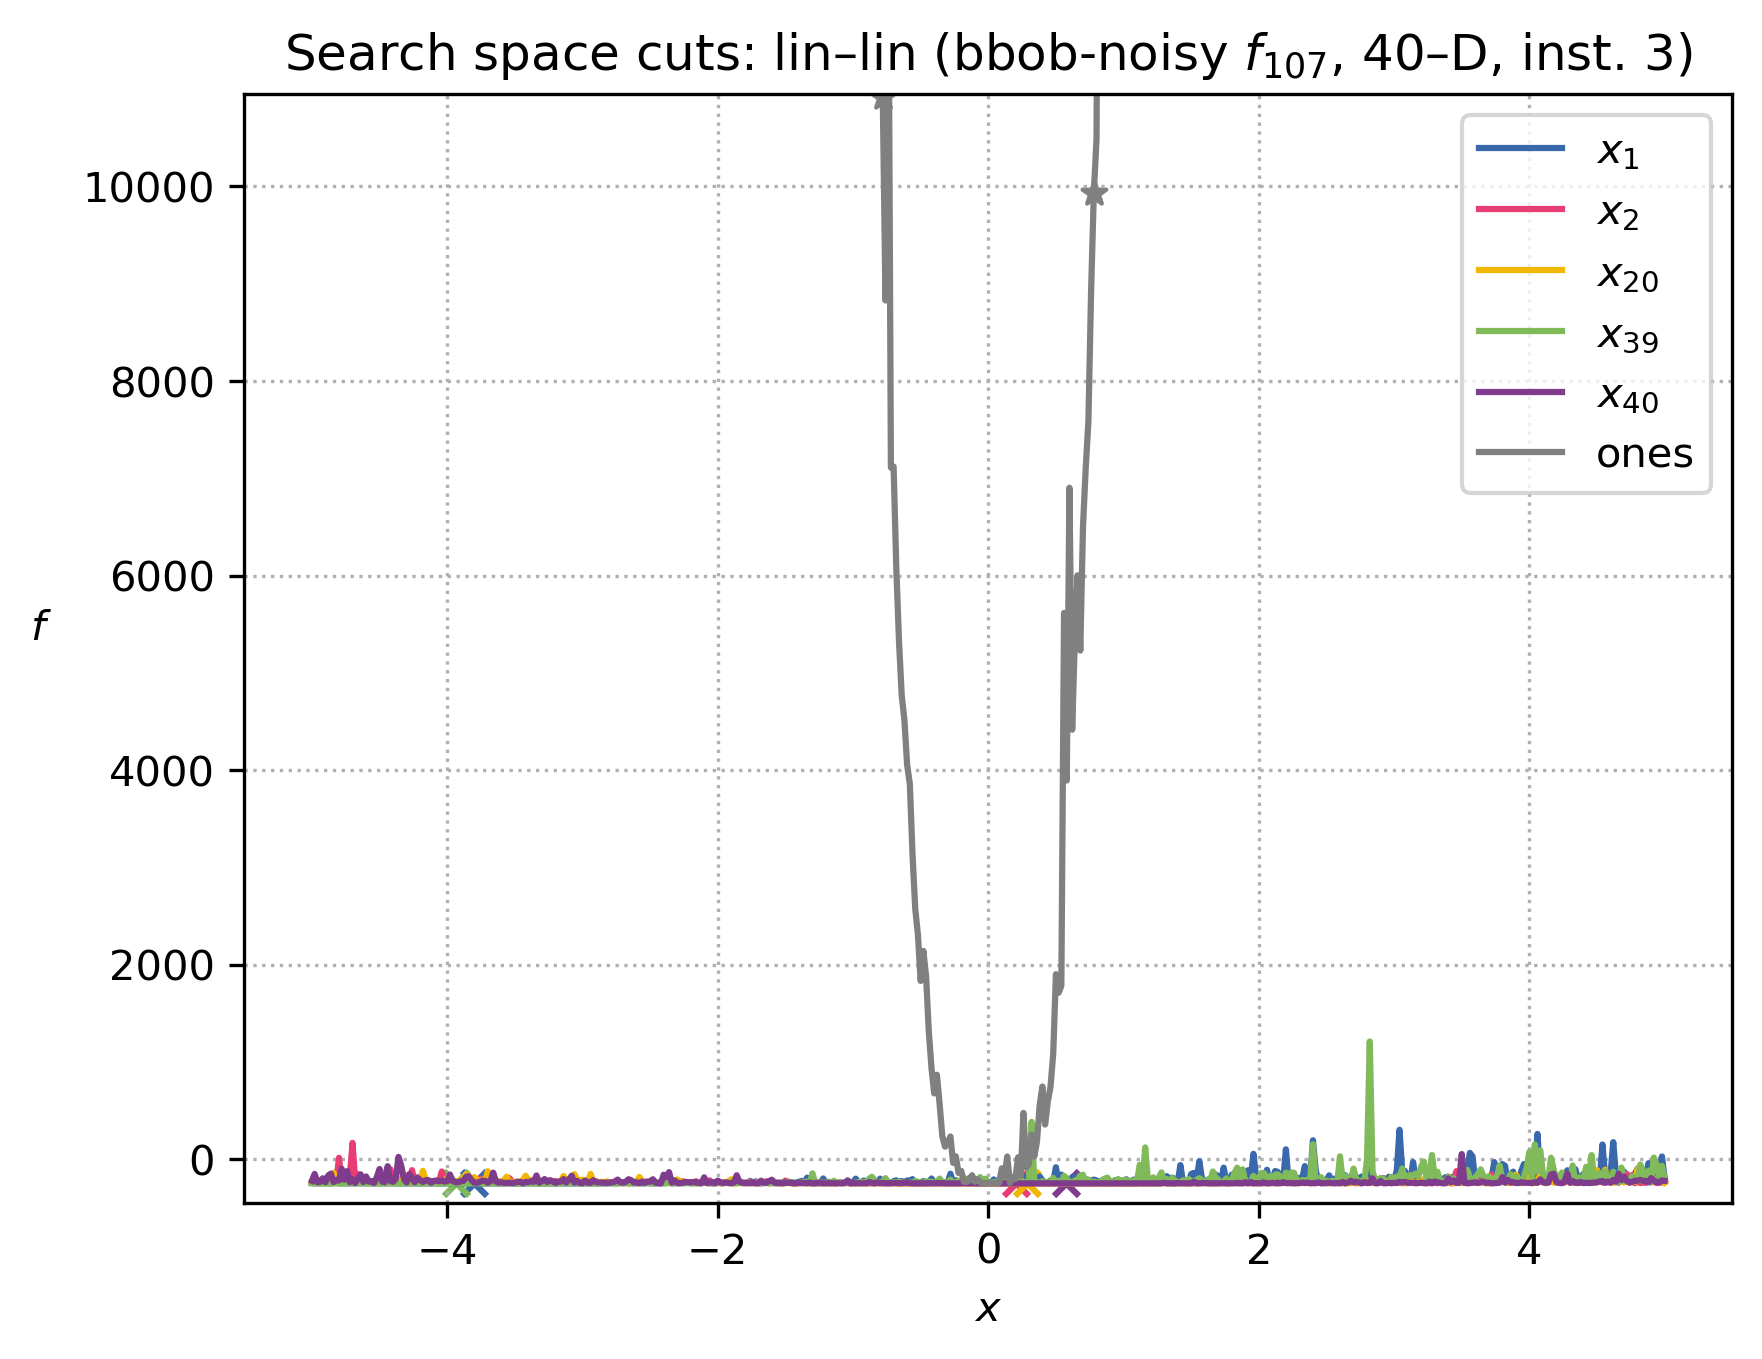 Search space cuts: lin–lin (bbob-noisy f107, 40–D, inst. 3)
x1
x2
x20
x39
x40
ones
10000
8000
6000
4000
2000
0
f
−4
−2
0
2
4
x